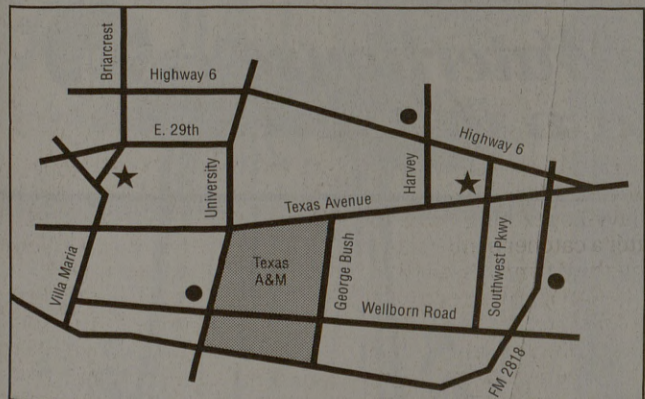 Briarcrest
Highway 6
E. 29th
Highway 6
University
Harvey
Texas Avenue
Villa Maria
Texas
A&M
George Bush
Southwest Pkwy
Wellborn Road
FM 2818